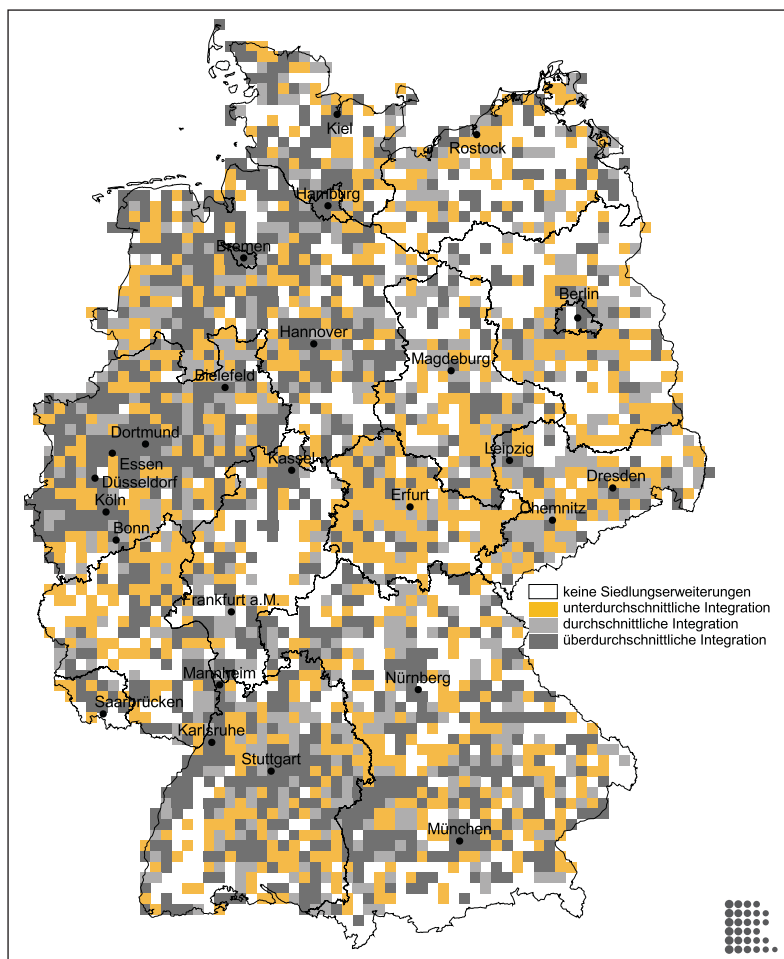 Kiel
Rostock
Hamburg
Bremen
Berlin
Hannover
Magdeburg
Bielefeld
Dortmund
Essen
Kassel
Leipzig
Düsseldorf
Dresden
Köln
Erfurt
Chemnitz
Bonn
keine Siedlungserweiterungen
Frankfurt a.M.
unterdurchschnittliche Integration
durchschnittliche Integration
überdurchschnittliche Integration
Mannheim
Nürnberg
Saarbrücken
Karlsruhe
Stuttgart
München